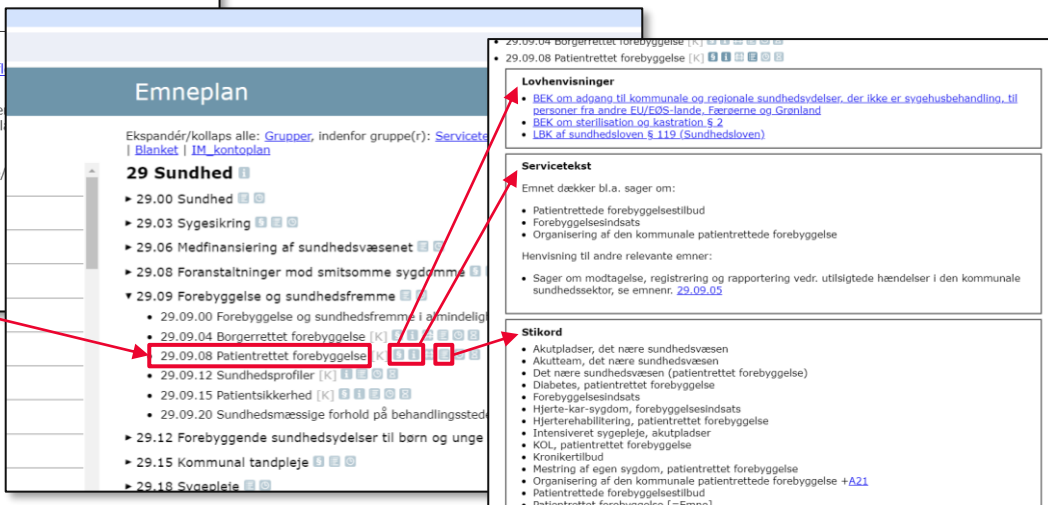 Emneplan
Ekspandér/kollaps alle: Grupper, indenfor gruppe(r):
| Blanket | IM_kontoplan
29 Sundhed
29.00 Sundhed
29.03 Sygesikring
29.06 Medfinansiering af sundhedsvæsenet
29.08 Foranstaltninger mod smitsomme sygdomme
29.09 Forebyggelse og sundhedsfremme
• 29.09.00 Forebyggelse og sundhedsfremme i
• 29.09.04 Borgerrettet forebyggelse [K]
• 29.09.08 Patientrettet forebyggelse [K]
• 29.09.12 Sundhedsprofiler [K]
• 29.09.15 Patientsikkerhed [K]
• 29.09.20 Sundhedsmæssige forhold på
29.12 Forebyggende sundhedsydelser til børn og unge
29.15 Kommunal tandpleje
29.18 Sygepleje
• 29.09.04 Borgerrettet forebyggelse [K]
• 29.09.08 Patientrettet forebyggelse [K]
Lovhenvisninger
• BEK om adgang til kommunale og regionale sundhedsydelser, der ikke er sygehusbehandling, til
personer fra andre EU/EØS-lande, Færøerne og Grønland
• BEK om sterilisation og kastration § 2
• LBK af sundhedsloven § 119 (Sundhedsloven)
Servicetekst
Emnet dækker bl.a. sager om:
• Patientrettede forebyggelsestilbud
• Forebyggelsesindsats
• Organisering af den kommunale patientrettede forebyggelse
Henvisning til andre relevante emner:
• Sager om modtagelse, registrering og rapportering vedr. utilsigtede hændelser i den kommunale
sundhedssektor, se emnenr. 29.09.05
Stikord
• Akutpladser, det nære sundhedsvæsen
• Akutteam, det nære sundhedsvæsen
• Det nære sundhedsvæsen (patientrettet forebyggelse)
• Diabetes, patientrettet forebyggelse
• Forebyggelsesindsats
• Hjerte-kar-sygdom, forebyggelsesindsats
• Hjerterehabilitering, patientrettet forebyggelse
• Intensiveret sygepleje, akutpladser
• KOL, patientrettet forebyggelse
• Kronikertilbud
• Mestring af egen sygdom, patientrettet forebyggelse
• Organisering af den kommunale patientrettede forebyggelse +A21
• Patientrettede forebyggelsestilbud
• Patientrettet forebyggelse [=Emne]